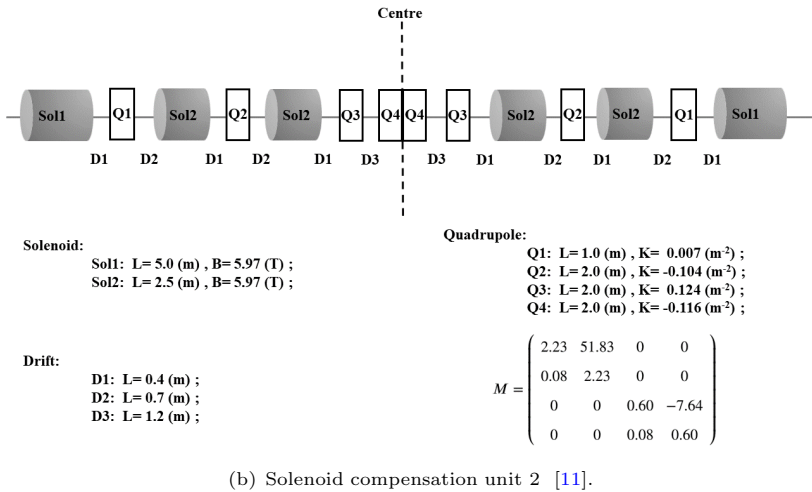 Centre
Sol1 Q1 Sol2 Q2 Sol2 Q3 Q4 Q4 Q3 Sol2 Q2 Sol2 Q1 Sol1
D1 D2 D1 D2 D1 D3 D3 D1 D2 D1 D2 D1
Solenoid:
Sol1: L= 5.0 (m) , B= 5.97 (T) ;
Sol2: L= 2.5 (m) , B= 5.97 (T) ;
Quadrupole:
Q1: L= 1.0 (m) , K= 0.007 (m⁻²) ;
Q2: L= 2.0 (m) , K= -0.104 (m⁻²) ;
Q3: L= 2.0 (m) , K= 0.124 (m⁻²) ;
Q4: L= 2.0 (m) , K= -0.116 (m⁻²) ;
Drift:
D1: L= 0.4 (m) ;
D2: L= 0.7 (m) ;
D3: L= 1.2 (m) ;
2.23 51.83 0 0
0.08 2.23 0 0
M =
0 0 0.60 −7.64
0 0 0.08 0.60
(b) Solenoid compensation unit 2 [11].